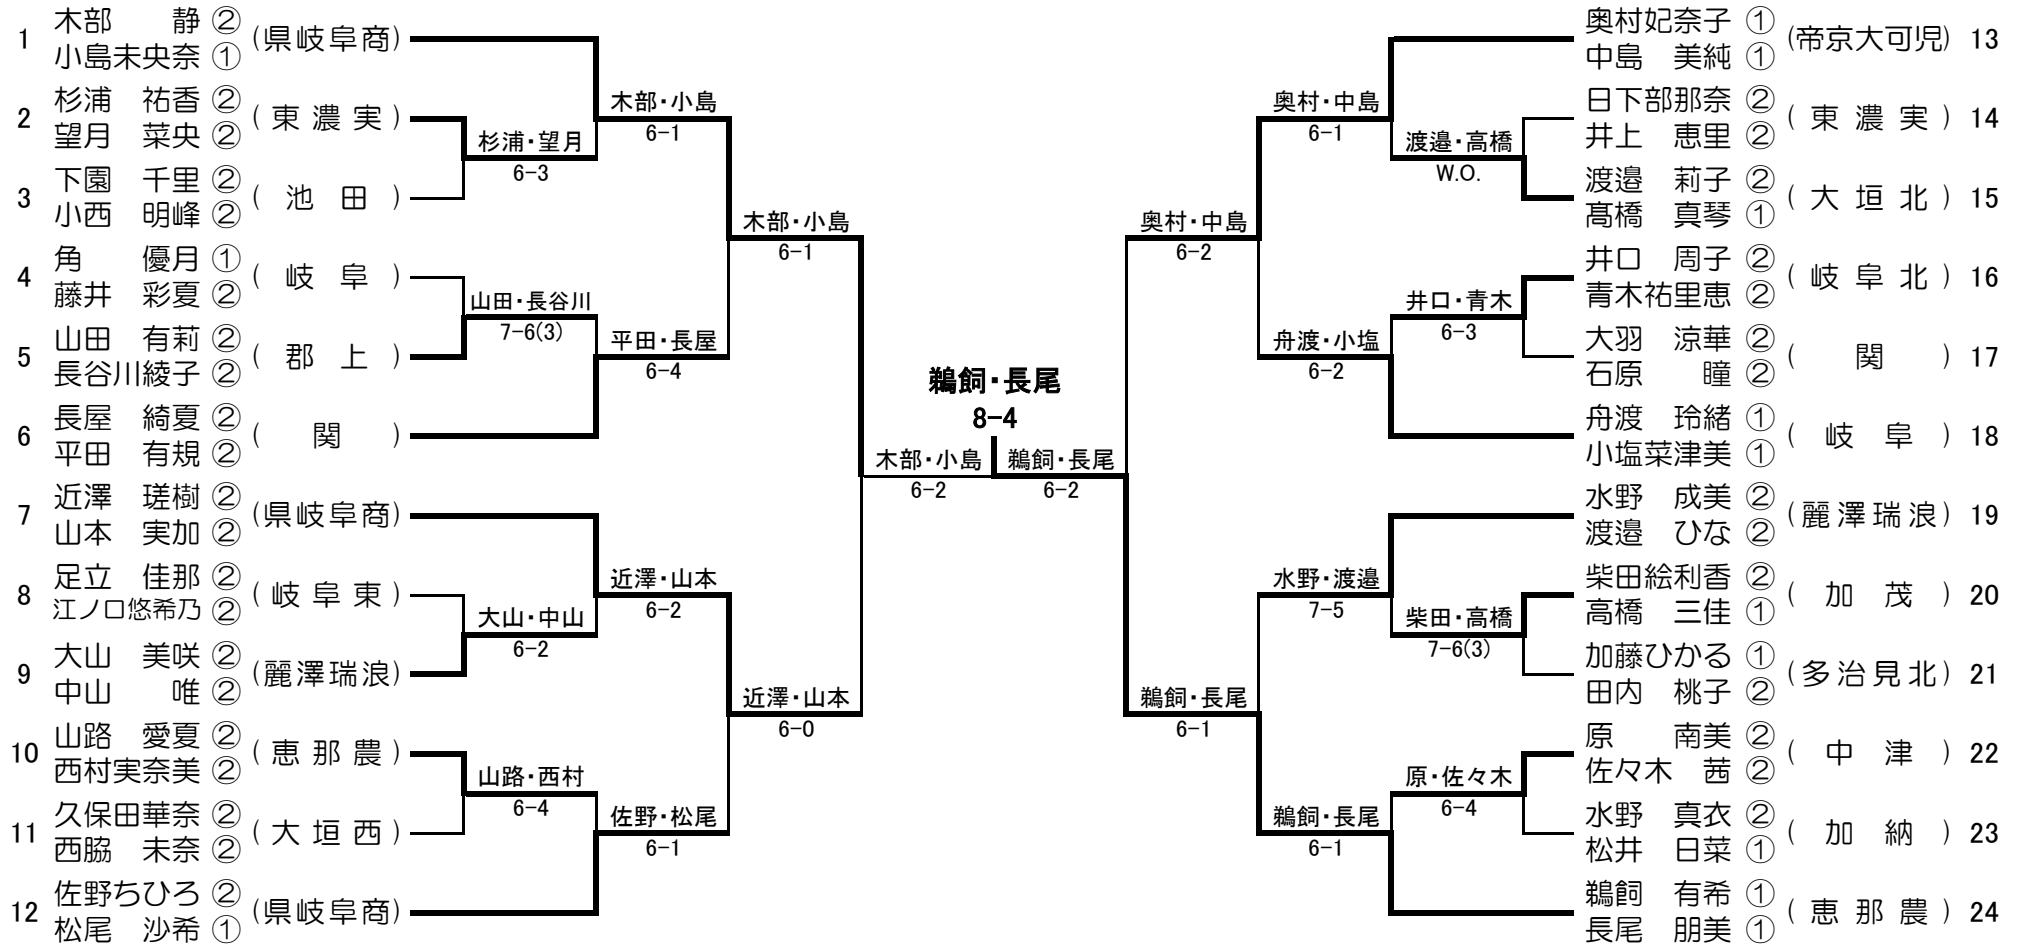 1 木部 静 ② (県岐阜商)
小島未央奈 ①
2 杉浦 祐香 ② (東濃実)
望月 菜央 ②
3 下園 千里 ② (池田)
小西 明峰 ②
4 角 優月 ① (岐阜)
藤井 彩夏 ②
5 山田 有莉 ② (郡上)
長谷川綾子 ②
6 長屋 綺夏 ② (関)
平田 有規 ②
7 近澤 瑳樹 ② (県岐阜商)
山本 実加 ②
8 足立 佳那 ② (岐阜東)
江ノ口悠希乃 ②
9 大山 美咲 ② (麗澤瑞浪)
中山 唯 ②
10 山路 愛夏 ② (恵那農)
西村実奈美 ②
11 久保田華奈 ② (大垣西)
西脇 未奈 ②
12 佐野ちひろ ② (県岐阜商)
松尾 沙希 ①
杉浦・望月
6-3
山田・長谷川
7-6(3)
大山・中山
6-2
山路・西村
6-4
木部・小島
6-1
平田・長屋
6-4
近澤・山本
6-2
佐野・松尾
6-1
木部・小島
6-1
近澤・山本
6-0
木部・小島
6-2
鵜飼・長尾
8-4
鵜飼・長尾
6-2
奥村・中島
6-2
鵜飼・長尾
6-1
奥村・中島
6-1
舟渡・小塩
6-2
水野・渡邉
7-5
鵜飼・長尾
6-1
渡邉・高橋
W.O.
井口・青木
6-3
柴田・高橋
7-6(3)
原・佐々木
6-4
奥村妃奈子 ① (帝京大可児) 13
中島 美純 ①
日下部那奈 ② (東濃実) 14
井上 恵里 ②
渡邉 莉子 ② (大垣北) 15
髙橋 真琴 ①
井口 周子 ② (岐阜北) 16
青木祐里恵 ②
大羽 涼華 ② (関) 17
石原 瞳 ②
舟渡 玲緒 ① (岐阜) 18
小塩菜津美 ①
水野 成美 ② (麗澤瑞浪) 19
渡邉 ひな ②
柴田絵利香 ② (加茂) 20
高橋 三佳 ①
加藤ひかる ① (多治見北) 21
田内 桃子 ②
原 南美 ② (中津) 22
佐々木 茜 ②
水野 真衣 ② (加納) 23
松井 日菜 ①
鵜飼 有希 ① (恵那農) 24
長尾 朋美 ①